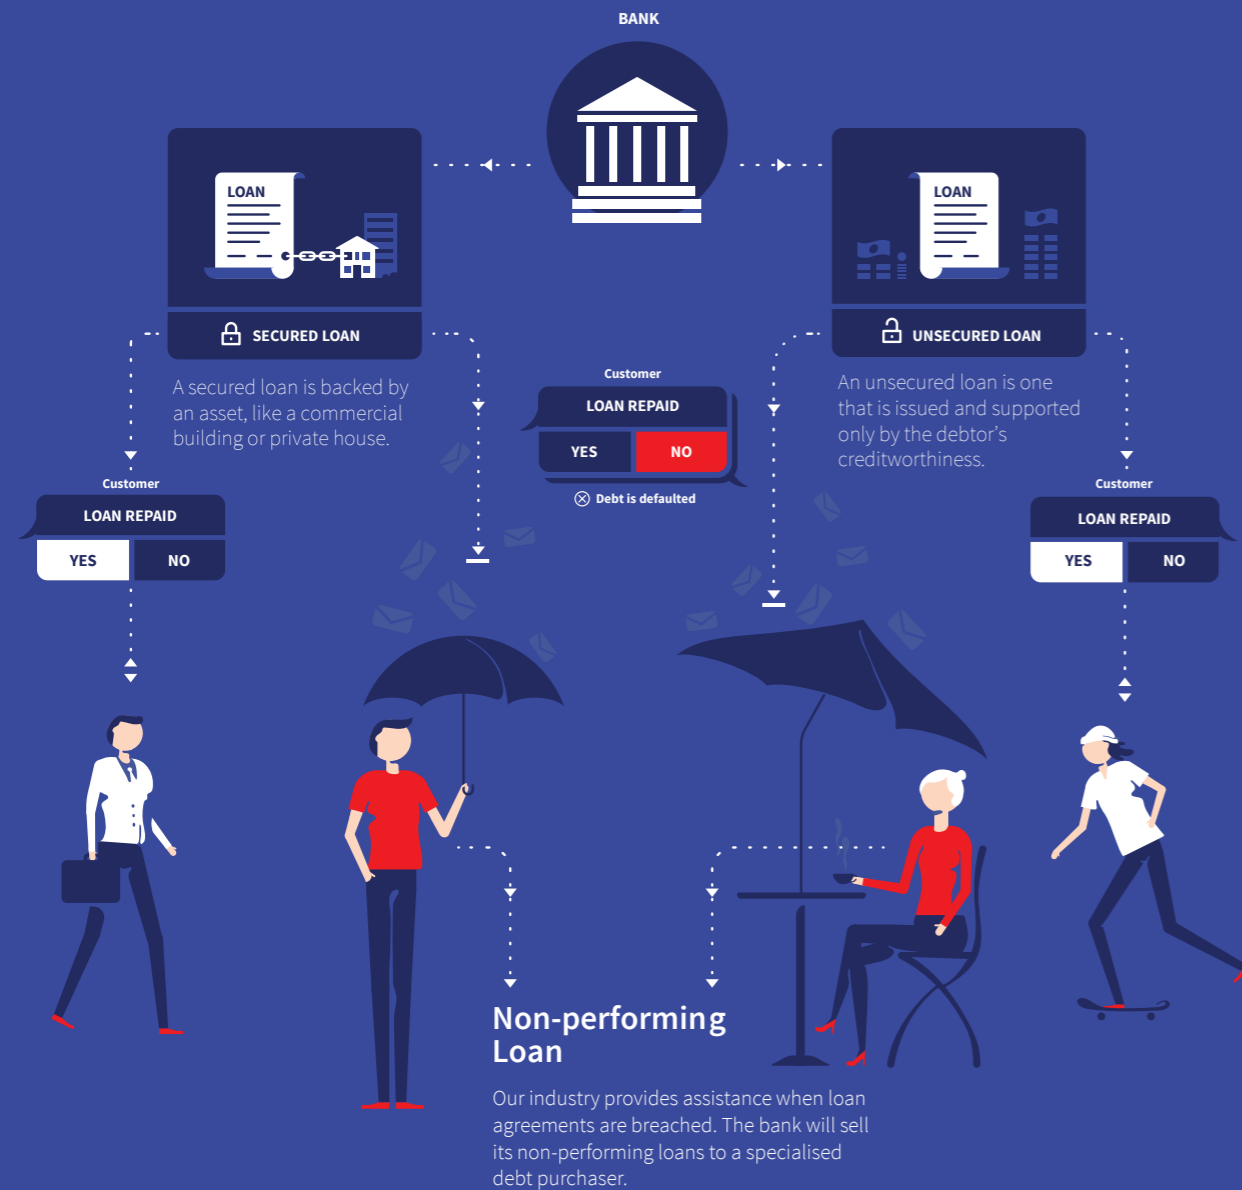 BANK
LOAN
SECURED LOAN
A secured loan is backed by
an asset, like a commercial
building or private house.
LOAN
UNSECURED LOAN
An unsecured loan is one
that is issued and supported
only by the debtor's
creditworthiness.
Customer
LOAN REPAID
YES NO
Debt is defaulted
Customer
LOAN REPAID
YES NO
Customer
LOAN REPAID
YES NO
Non-performing
Loan
Our industry provides assistance when loan
agreements are breached. The bank will sell
its non-performing loans to a specialised
debt purchaser.